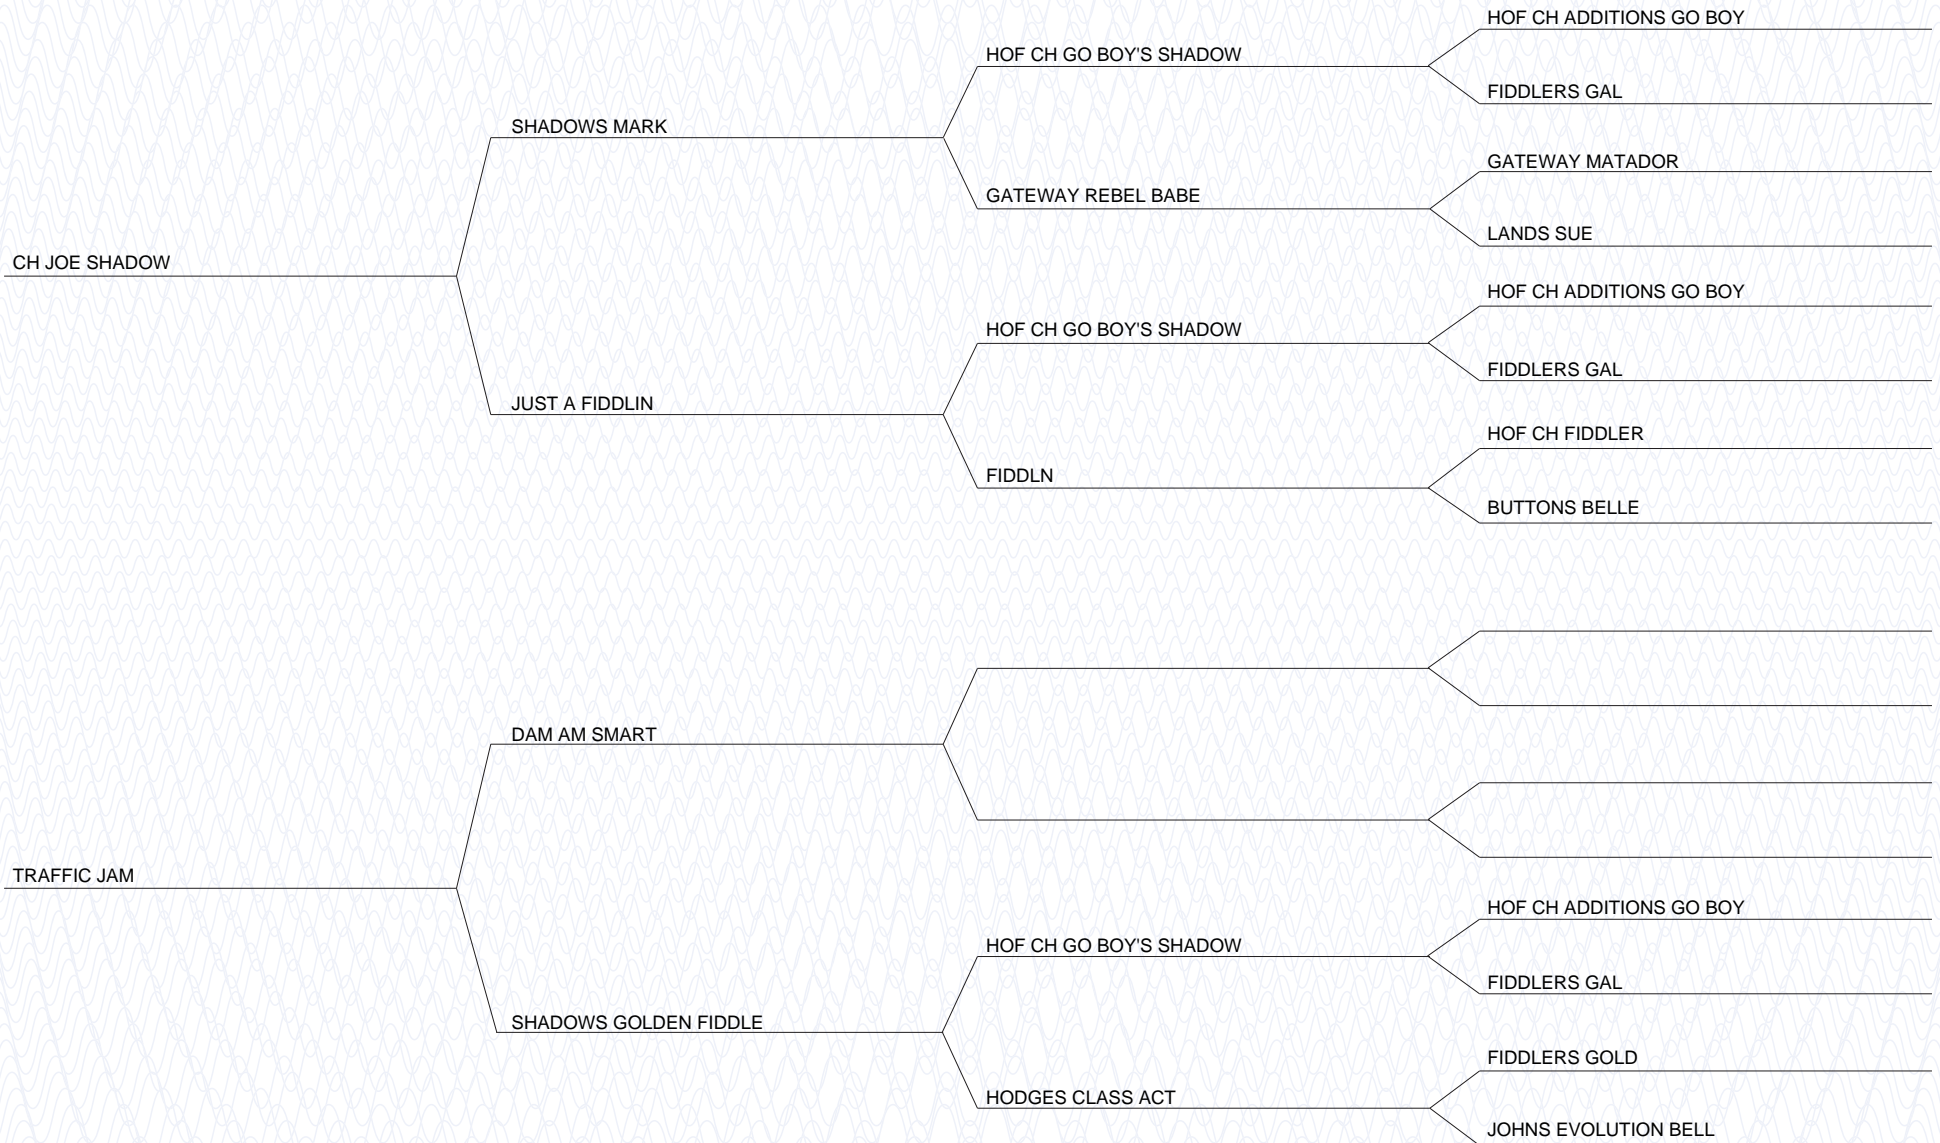 HOF CH ADDITIONS GO BOY
HOF CH GO BOY'S SHADOW
FIDDLERS GAL
SHADOWS MARK
GATEWAY MATADOR
GATEWAY REBEL BABE
LANDS SUE
CH JOE SHADOW
HOF CH ADDITIONS GO BOY
HOF CH GO BOY'S SHADOW
FIDDLERS GAL
JUST A FIDDLIN
HOF CH FIDDLER
FIDDLN
BUTTONS BELLE
DAM AM SMART
TRAFFIC JAM
HOF CH ADDITIONS GO BOY
HOF CH GO BOY'S SHADOW
FIDDLERS GAL
SHADOWS GOLDEN FIDDLE
FIDDLERS GOLD
HODGES CLASS ACT
JOHNS EVOLUTION BELL